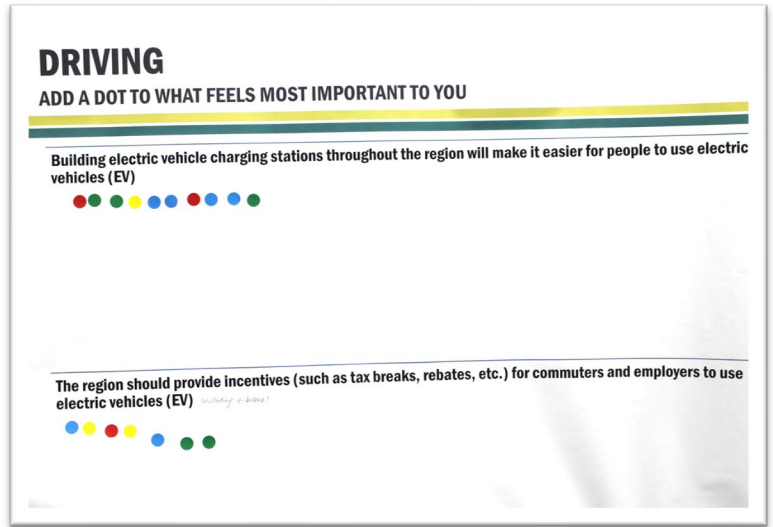 DRIVING
ADD A DOT TO WHAT FEELS MOST IMPORTANT TO YOU
Building electric vehicle charging stations throughout the region will make it easier for people to use electric
vehicles (EV)
The region should provide incentives (such as tax breaks, rebates, etc.) for commuters and employers to use
electric vehicles (EV) including e-bikes!